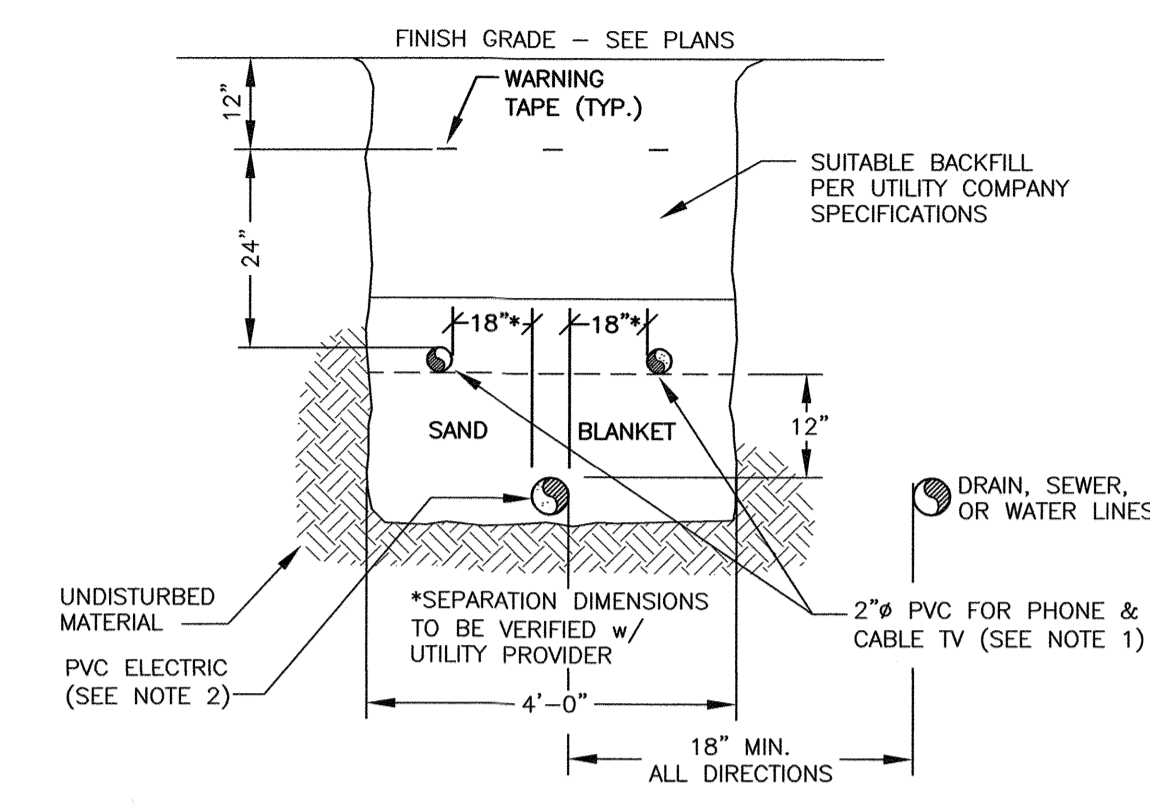 FINISH GRADE - SEE PLANS
12"
WARNING
TAPE (TYP.)
SUITABLE BACKFILL
PER UTILITY COMPANY
SPECIFICATIONS
24"
18"*
18"*
SAND
BLANKET
12"
DRAIN, SEWER,
OR WATER LINES
UNDISTURBED
MATERIAL
*SEPARATION DIMENSIONS
TO BE VERIFIED w/
UTILITY PROVIDER
2"ø PVC FOR PHONE &
CABLE TV (SEE NOTE 1)
PVC ELECTRIC
(SEE NOTE 2)
4'-0"
18" MIN.
ALL DIRECTIONS